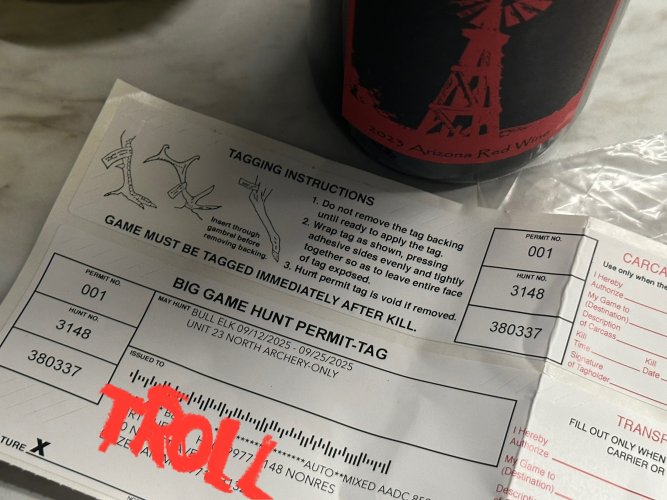 2023 Arizona Red Wine
TAGGING INSTRUCTIONS
1. Do not remove the tag backing
until ready to apply the tag.
2. Wrap tag as shown, pressing
adhesive sides evenly and tightly
together so as to leave entire face
of tag exposed.
3. Hunt permit tag is void if removed.
Insert through
gambrel before
removing backing.
GAME MUST BE TAGGED IMMEDIATELY AFTER KILL.
PERMIT NO.
001
HUNT NO.
3148
380337
CARCA
Use only when the
I Hereby
Authorize
My Game to
(Destination)
Description
of Carcass
Kill
Time
Kill
Date
Signature
of Tagholder
PERMIT NO.
001
HUNT NO.
3148
380337
BIG GAME HUNT PERMIT-TAG
MAY HUNT BULL ELK 09/12/2025 - 09/25/2025
UNIT 23 NORTH ARCHERY-ONLY
ISSUED TO
**AUTO**MIXED AADC
148 NONRES
TROLL
TURE X
TRANSP
FILL OUT ONLY WHEN
CARRIER OR
I Hereby
Authorize
My Game to
(Destination)